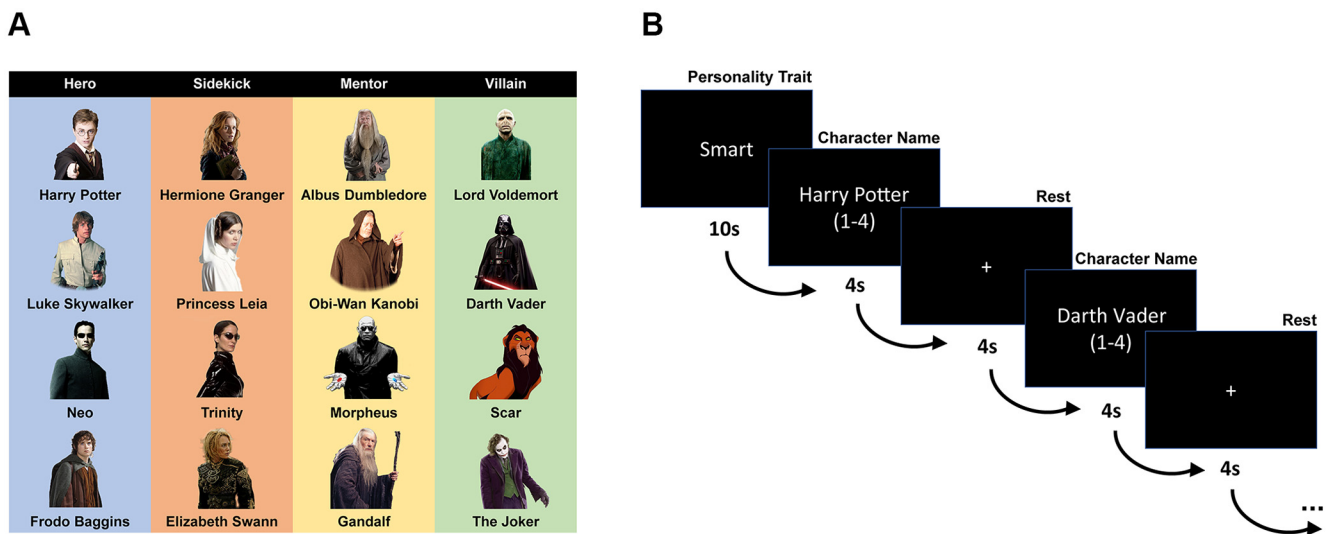 A
Hero Sidekick Mentor Villain
Harry Potter Hermione Granger Albus Dumbledore Lord Voldemort
Luke Skywalker Princess Leia Obi-Wan Kanobi Darth Vader
Neo Trinity Morpheus Scar
Frodo Baggins Elizabeth Swann Gandalf The Joker
B
Personality Trait
Smart
10s
Character Name
Harry Potter
(1-4)
4s
Rest
+
4s
Character Name
Darth Vader
(1-4)
4s
Rest
+
4s
...